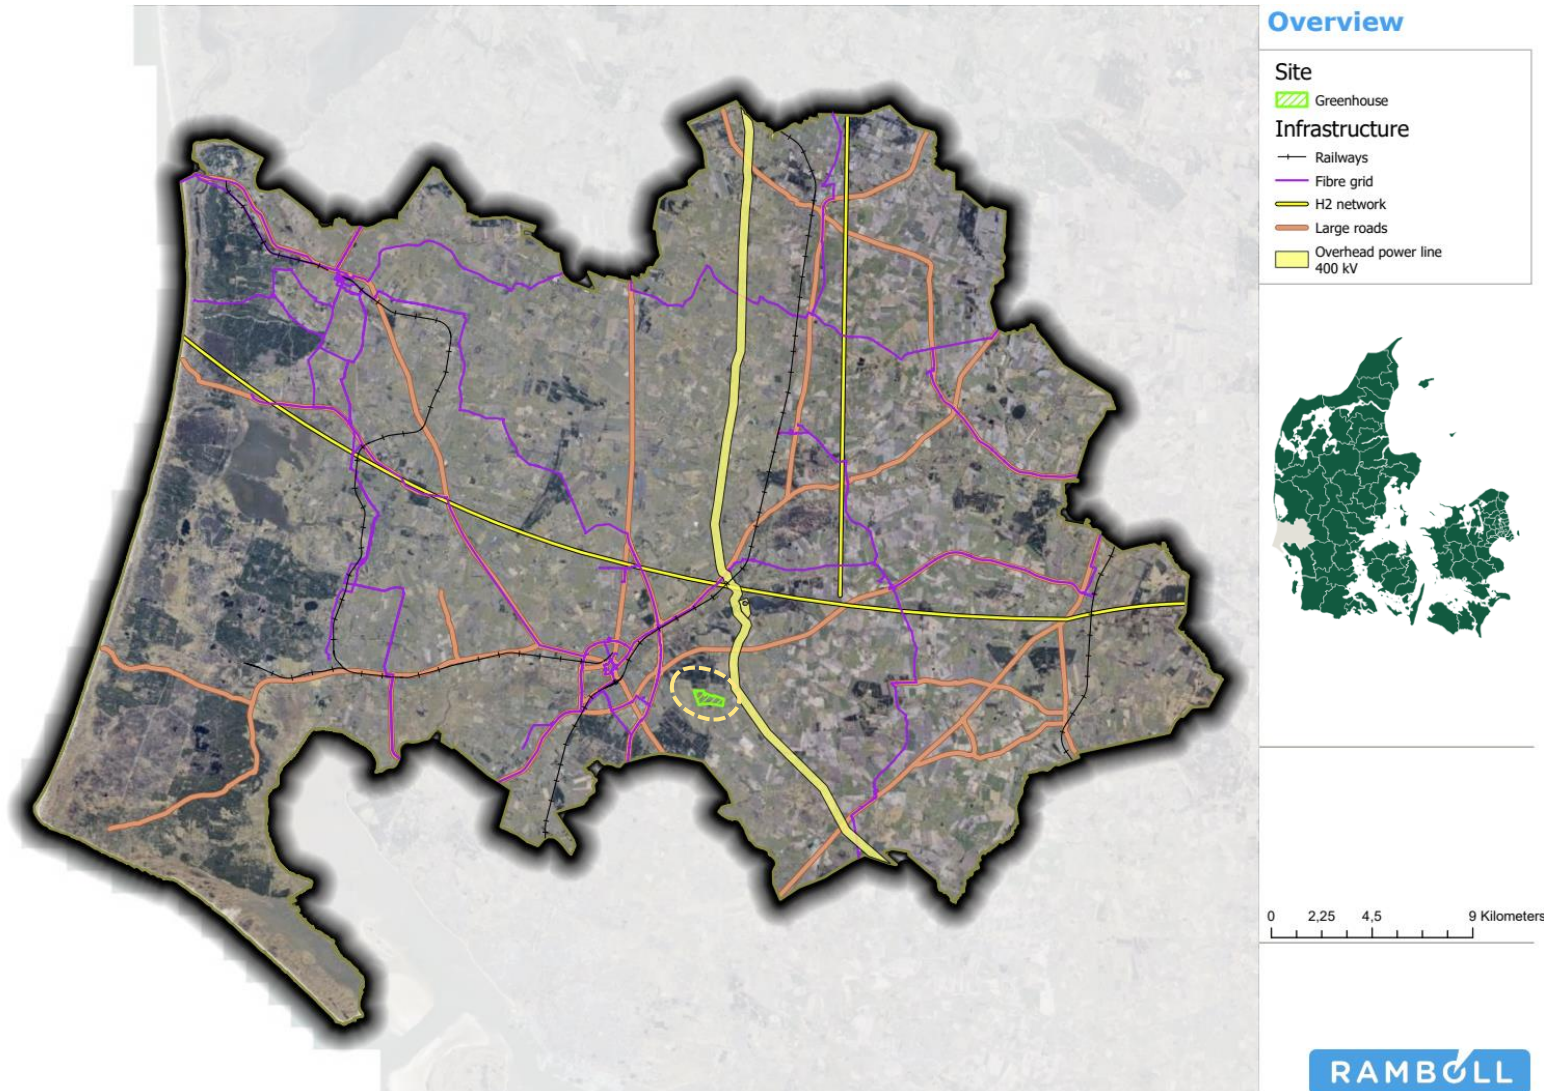 Overview
Site
Greenhouse
Infrastructure
Railways
Fibre grid
H2 network
Large roads
Overhead power line
400 kV
0 2,25 4,5 9 Kilometers
RAMBOLL